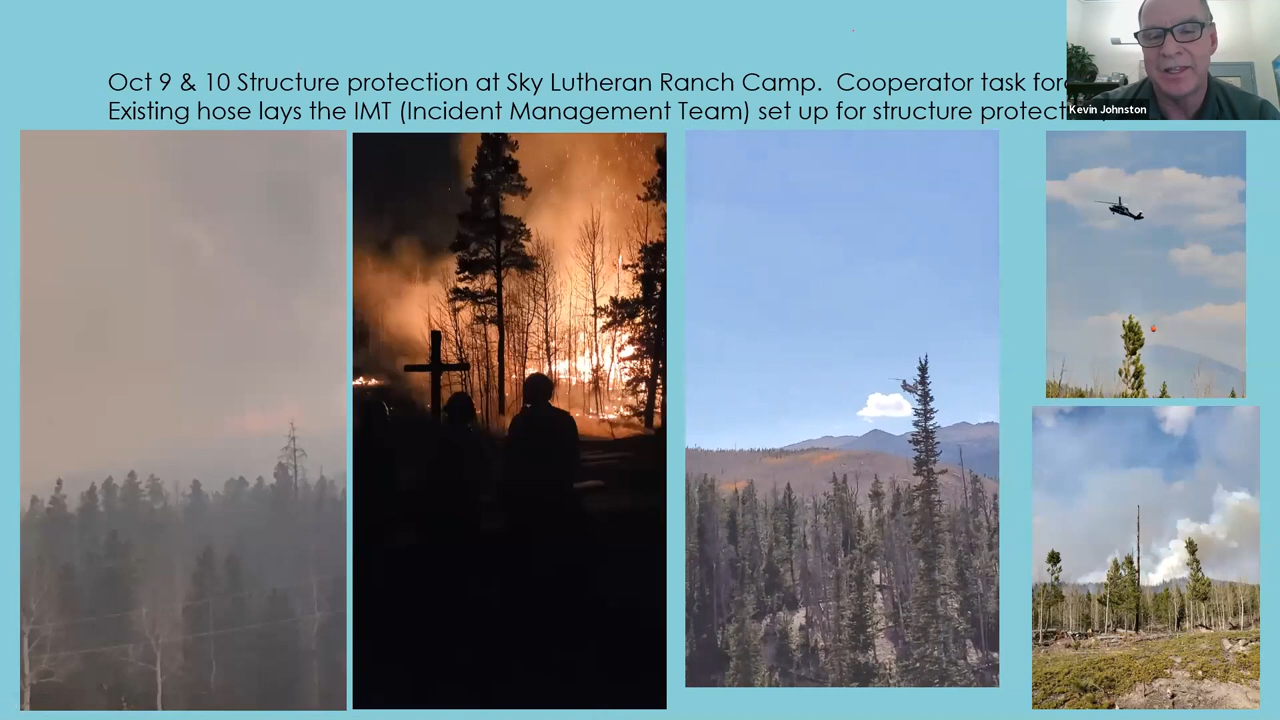 Oct 9 & 10 Structure protection at Sky Lutheran Ranch Camp.  Cooperator task
Existing hose lays the IMT (Incident Management Team) set up for structure
Kevin Johnston